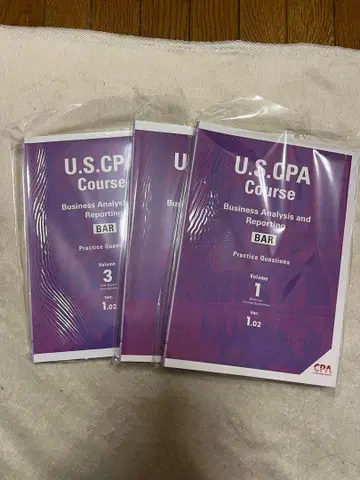 U.S.CPA
Course
Business Analysis
Reporting
BAR
Practice Questions
Volume
3
Ver.
1.02
U
B
U.S.CPA
Course
Business Analysis and
Reporting
BAR
Practice Questions
Volume
1
Ver.
1.02
CPA